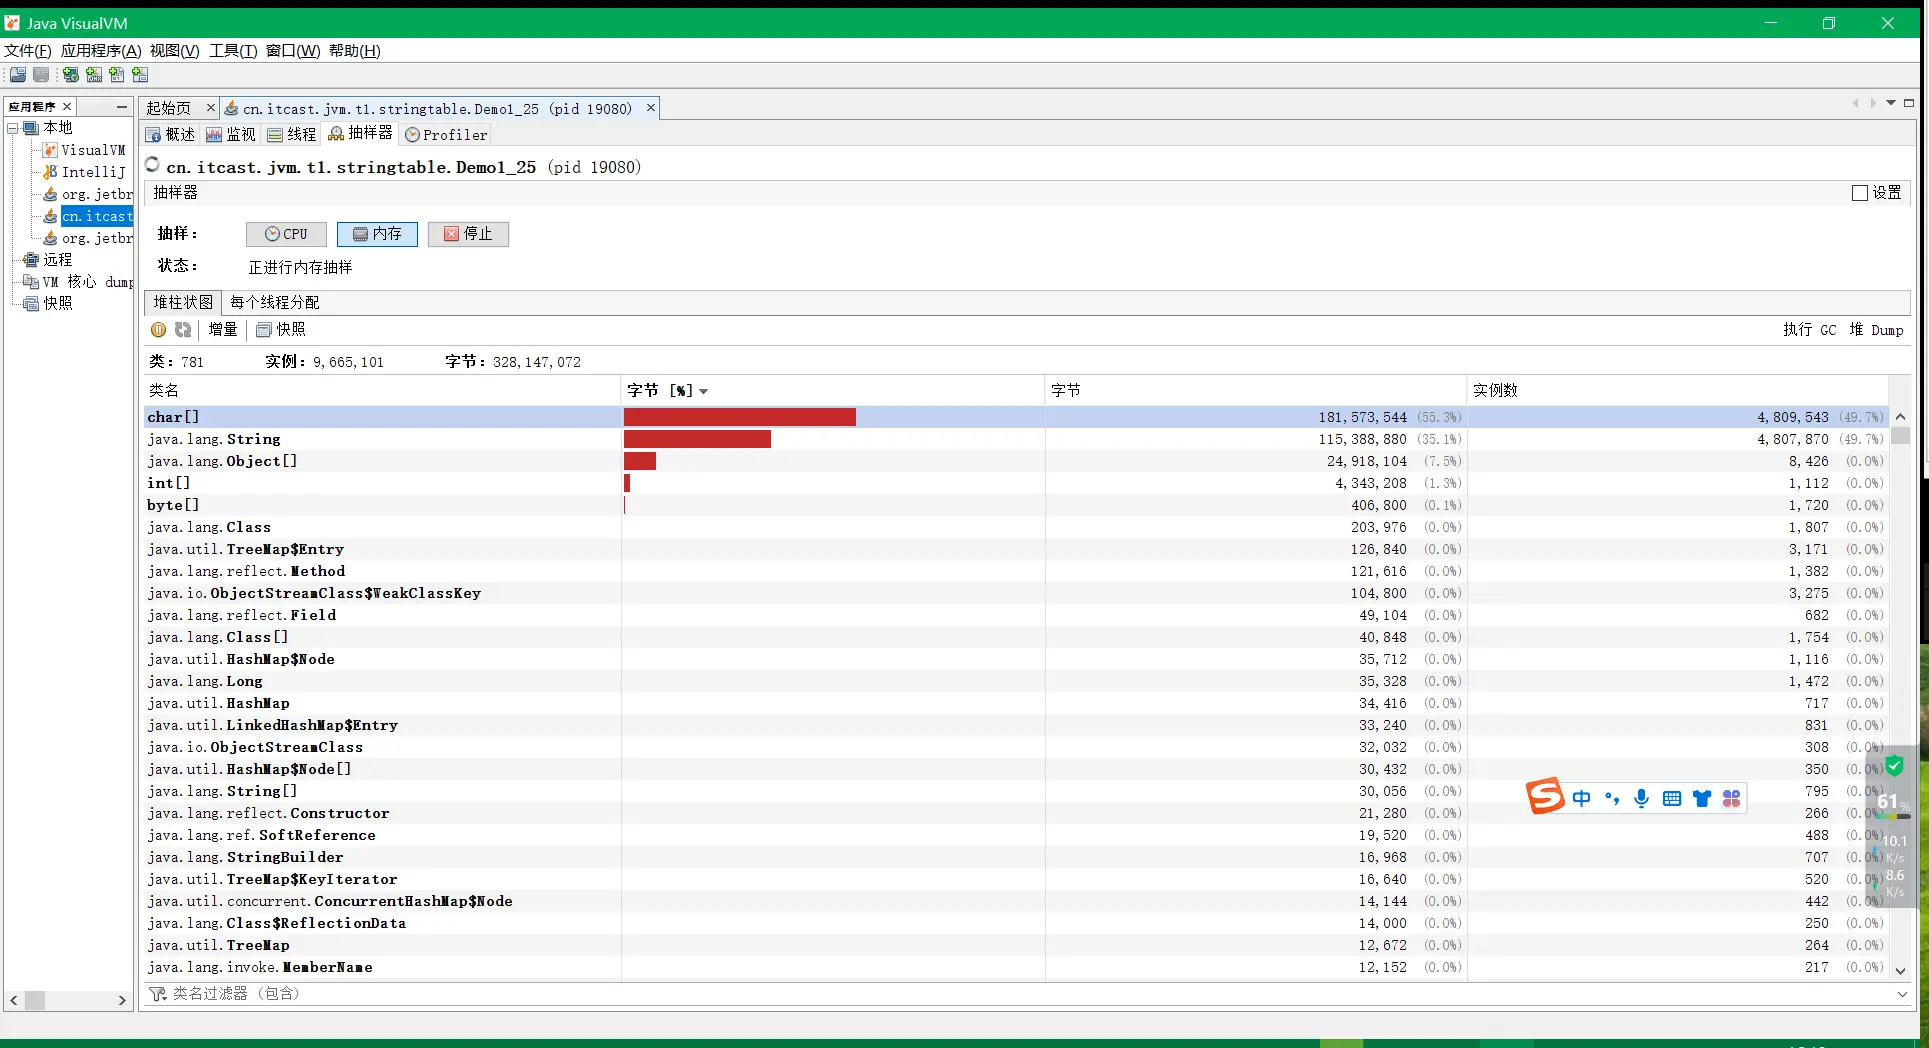 Java VisualVM
文件(F) 应用程序(A) 视图(V) 工具(T) 窗口(W) 帮助(H)
应用程序
本地
VisualVM
IntelliJ
org.jetbr
cn.itcast
org.jetbr
远程
VM 核心 dump
快照
起始页 cn.itcast.jvm.t1.stringtable.Demo1_25 (pid 19080)
概述 监视 线程 抽样器 Profiler
cn.itcast.jvm.t1.stringtable.Demo1_25 (pid 19080)
抽样器 设置
抽样： CPU 内存 停止
状态： 正进行内存抽样
堆柱状图 每个线程分配
增量 快照 执行 GC 堆 Dump
类：781 实例：9,665,101 字节：328,147,072
类名 字节 [%] 字节 实例数
char[] 181,573,544 (55.3%) 4,809,543 (49.7%)
java.lang.String 115,388,880 (35.1%) 4,807,870 (49.7%)
java.lang.Object[] 24,918,104 (7.5%) 8,426 (0.0%)
int[] 4,343,208 (1.3%) 1,112 (0.0%)
byte[] 406,800 (0.1%) 1,720 (0.0%)
java.lang.Class 203,976 (0.0%) 1,807 (0.0%)
java.util.TreeMap$Entry 126,840 (0.0%) 3,171 (0.0%)
java.lang.reflect.Method 121,616 (0.0%) 1,382 (0.0%)
java.io.ObjectStreamClass$WeakClassKey 104,800 (0.0%) 3,275 (0.0%)
java.lang.reflect.Field 49,104 (0.0%) 682 (0.0%)
java.lang.Class[] 40,848 (0.0%) 1,754 (0.0%)
java.util.HashMap$Node 35,712 (0.0%) 1,116 (0.0%)
java.lang.Long 35,328 (0.0%) 1,472 (0.0%)
java.util.HashMap 34,416 (0.0%) 717 (0.0%)
java.util.LinkedHashMap$Entry 33,240 (0.0%) 831 (0.0%)
java.io.ObjectStreamClass 32,032 (0.0%) 308 (0.0%)
java.util.HashMap$Node[] 30,432 (0.0%) 350 (0.0%)
java.lang.String[] 30,056 (0.0%) 795 (0.0%)
java.lang.reflect.Constructor 21,280 (0.0%) 266 (0.0%)
java.lang.ref.SoftReference 19,520 (0.0%) 488 (0.0%)
java.lang.StringBuilder 16,968 (0.0%) 707 (0.0%)
java.util.TreeMap$KeyIterator 16,640 (0.0%) 520 (0.0%)
java.util.concurrent.ConcurrentHashMap$Node 14,144 (0.0%) 442 (0.0%)
java.lang.Class$ReflectionData 14,000 (0.0%) 250 (0.0%)
java.util.TreeMap 12,672 (0.0%) 264 (0.0%)
java.lang.invoke.MemberName 12,152 (0.0%) 217 (0.0%)
类名过滤器 （包含）
S 中
61%
10.1
K/s
8.6
K/s